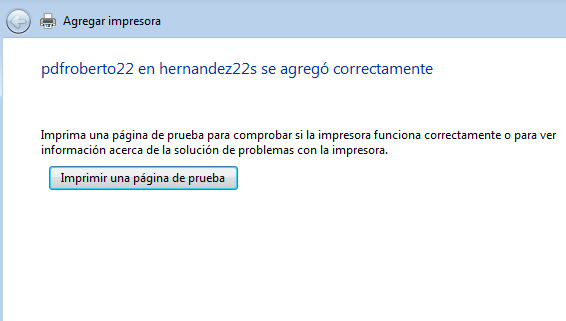 Agregar impresora
pdfroberto22 en hernandez22s se agregó correctamente
Imprima una página de prueba para comprobar si la impresora funciona correctamente o para ver
información acerca de la solución de problemas con la impresora.
Imprimir una página de prueba